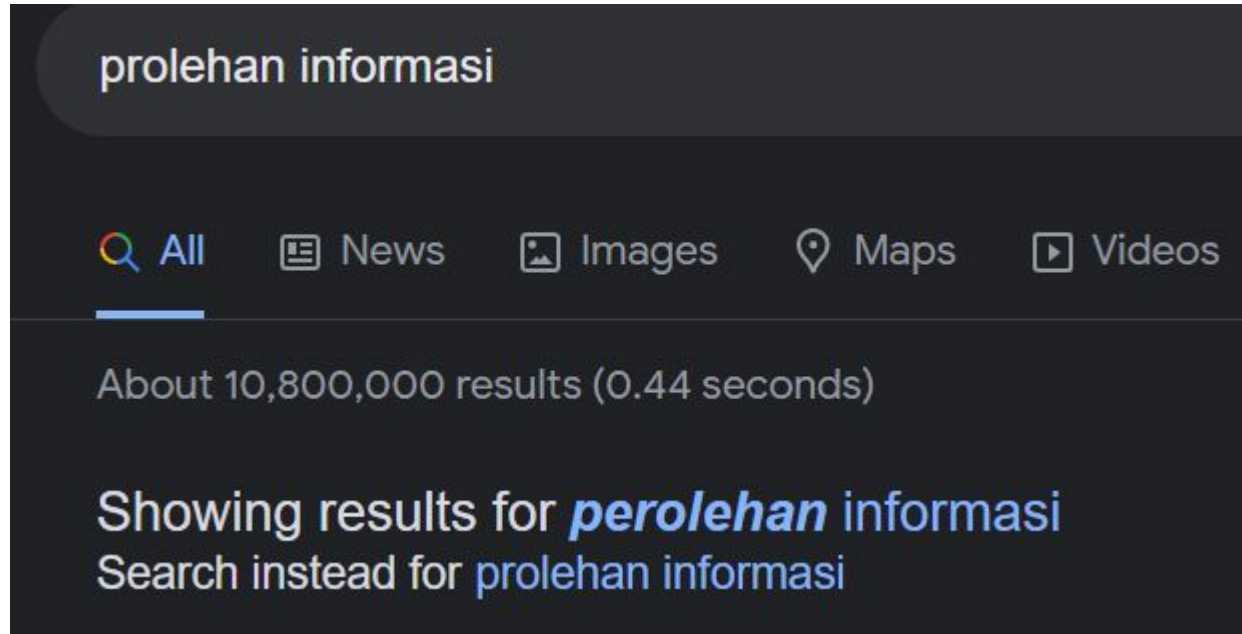 prolehan informasi
All News Images Maps Videos
About 10,800,000 results (0.44 seconds)
Showing results for perolehan informasi
Search instead for prolehan informasi